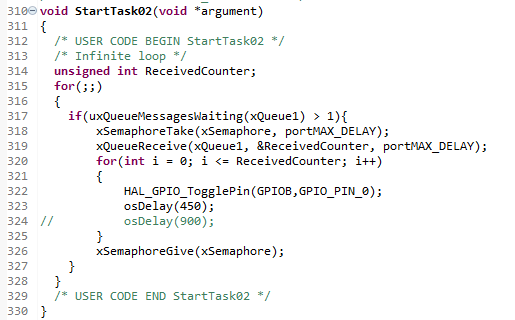 310 void StartTask02(void *argument)
311 {
312   /* USER CODE BEGIN StartTask02 */
313   /* Infinite loop */
314   unsigned int ReceivedCounter;
315   for(;;)
316   {
317     if(uxQueueMessagesWaiting(xQueue1) > 1){
318         xSemaphoreTake(xSemaphore, portMAX_DELAY);
319         xQueueReceive(xQueue1, &ReceivedCounter, portMAX_DELAY);
320         for(int i = 0; i <= ReceivedCounter; i++)
321         {
322             HAL_GPIO_TogglePin(GPIOB,GPIO_PIN_0);
323             osDelay(450);
324 //          osDelay(900);
325         }
326         xSemaphoreGive(xSemaphore);
327     }
328   }
329   /* USER CODE END StartTask02 */
330 }